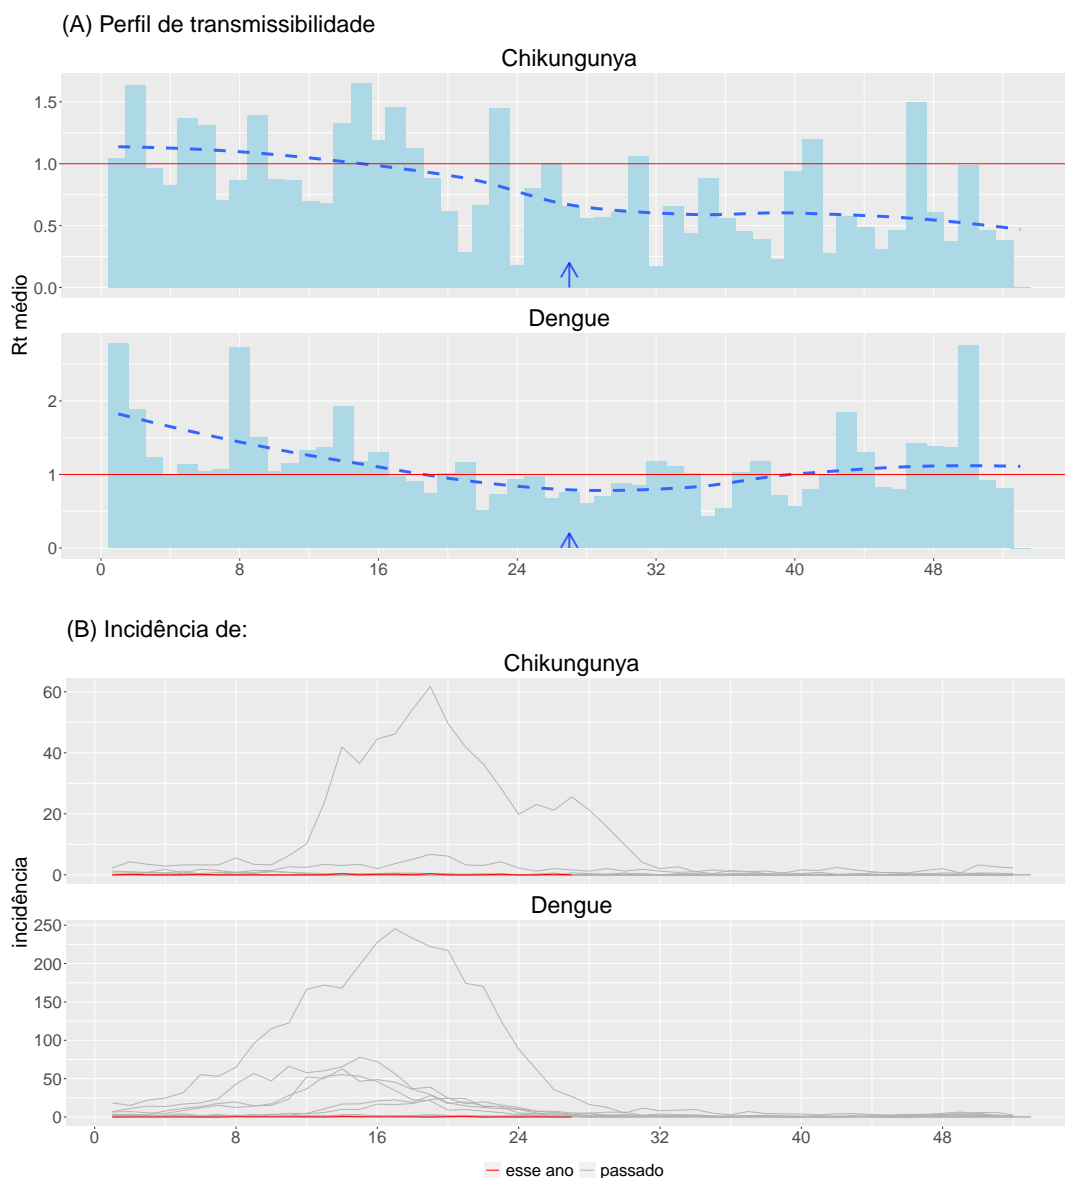 (A) Perfil de transmissibilidade
Chikungunya
1.5
1.0
0.5
0.0
Rt médio
Dengue
2
1
0
0 8 16 24 32 40 48
(B) Incidência de:
Chikungunya
60
40
20
0
incidência
Dengue
250
200
150
100
50
0
0 8 16 24 32 40 48
esse ano passado